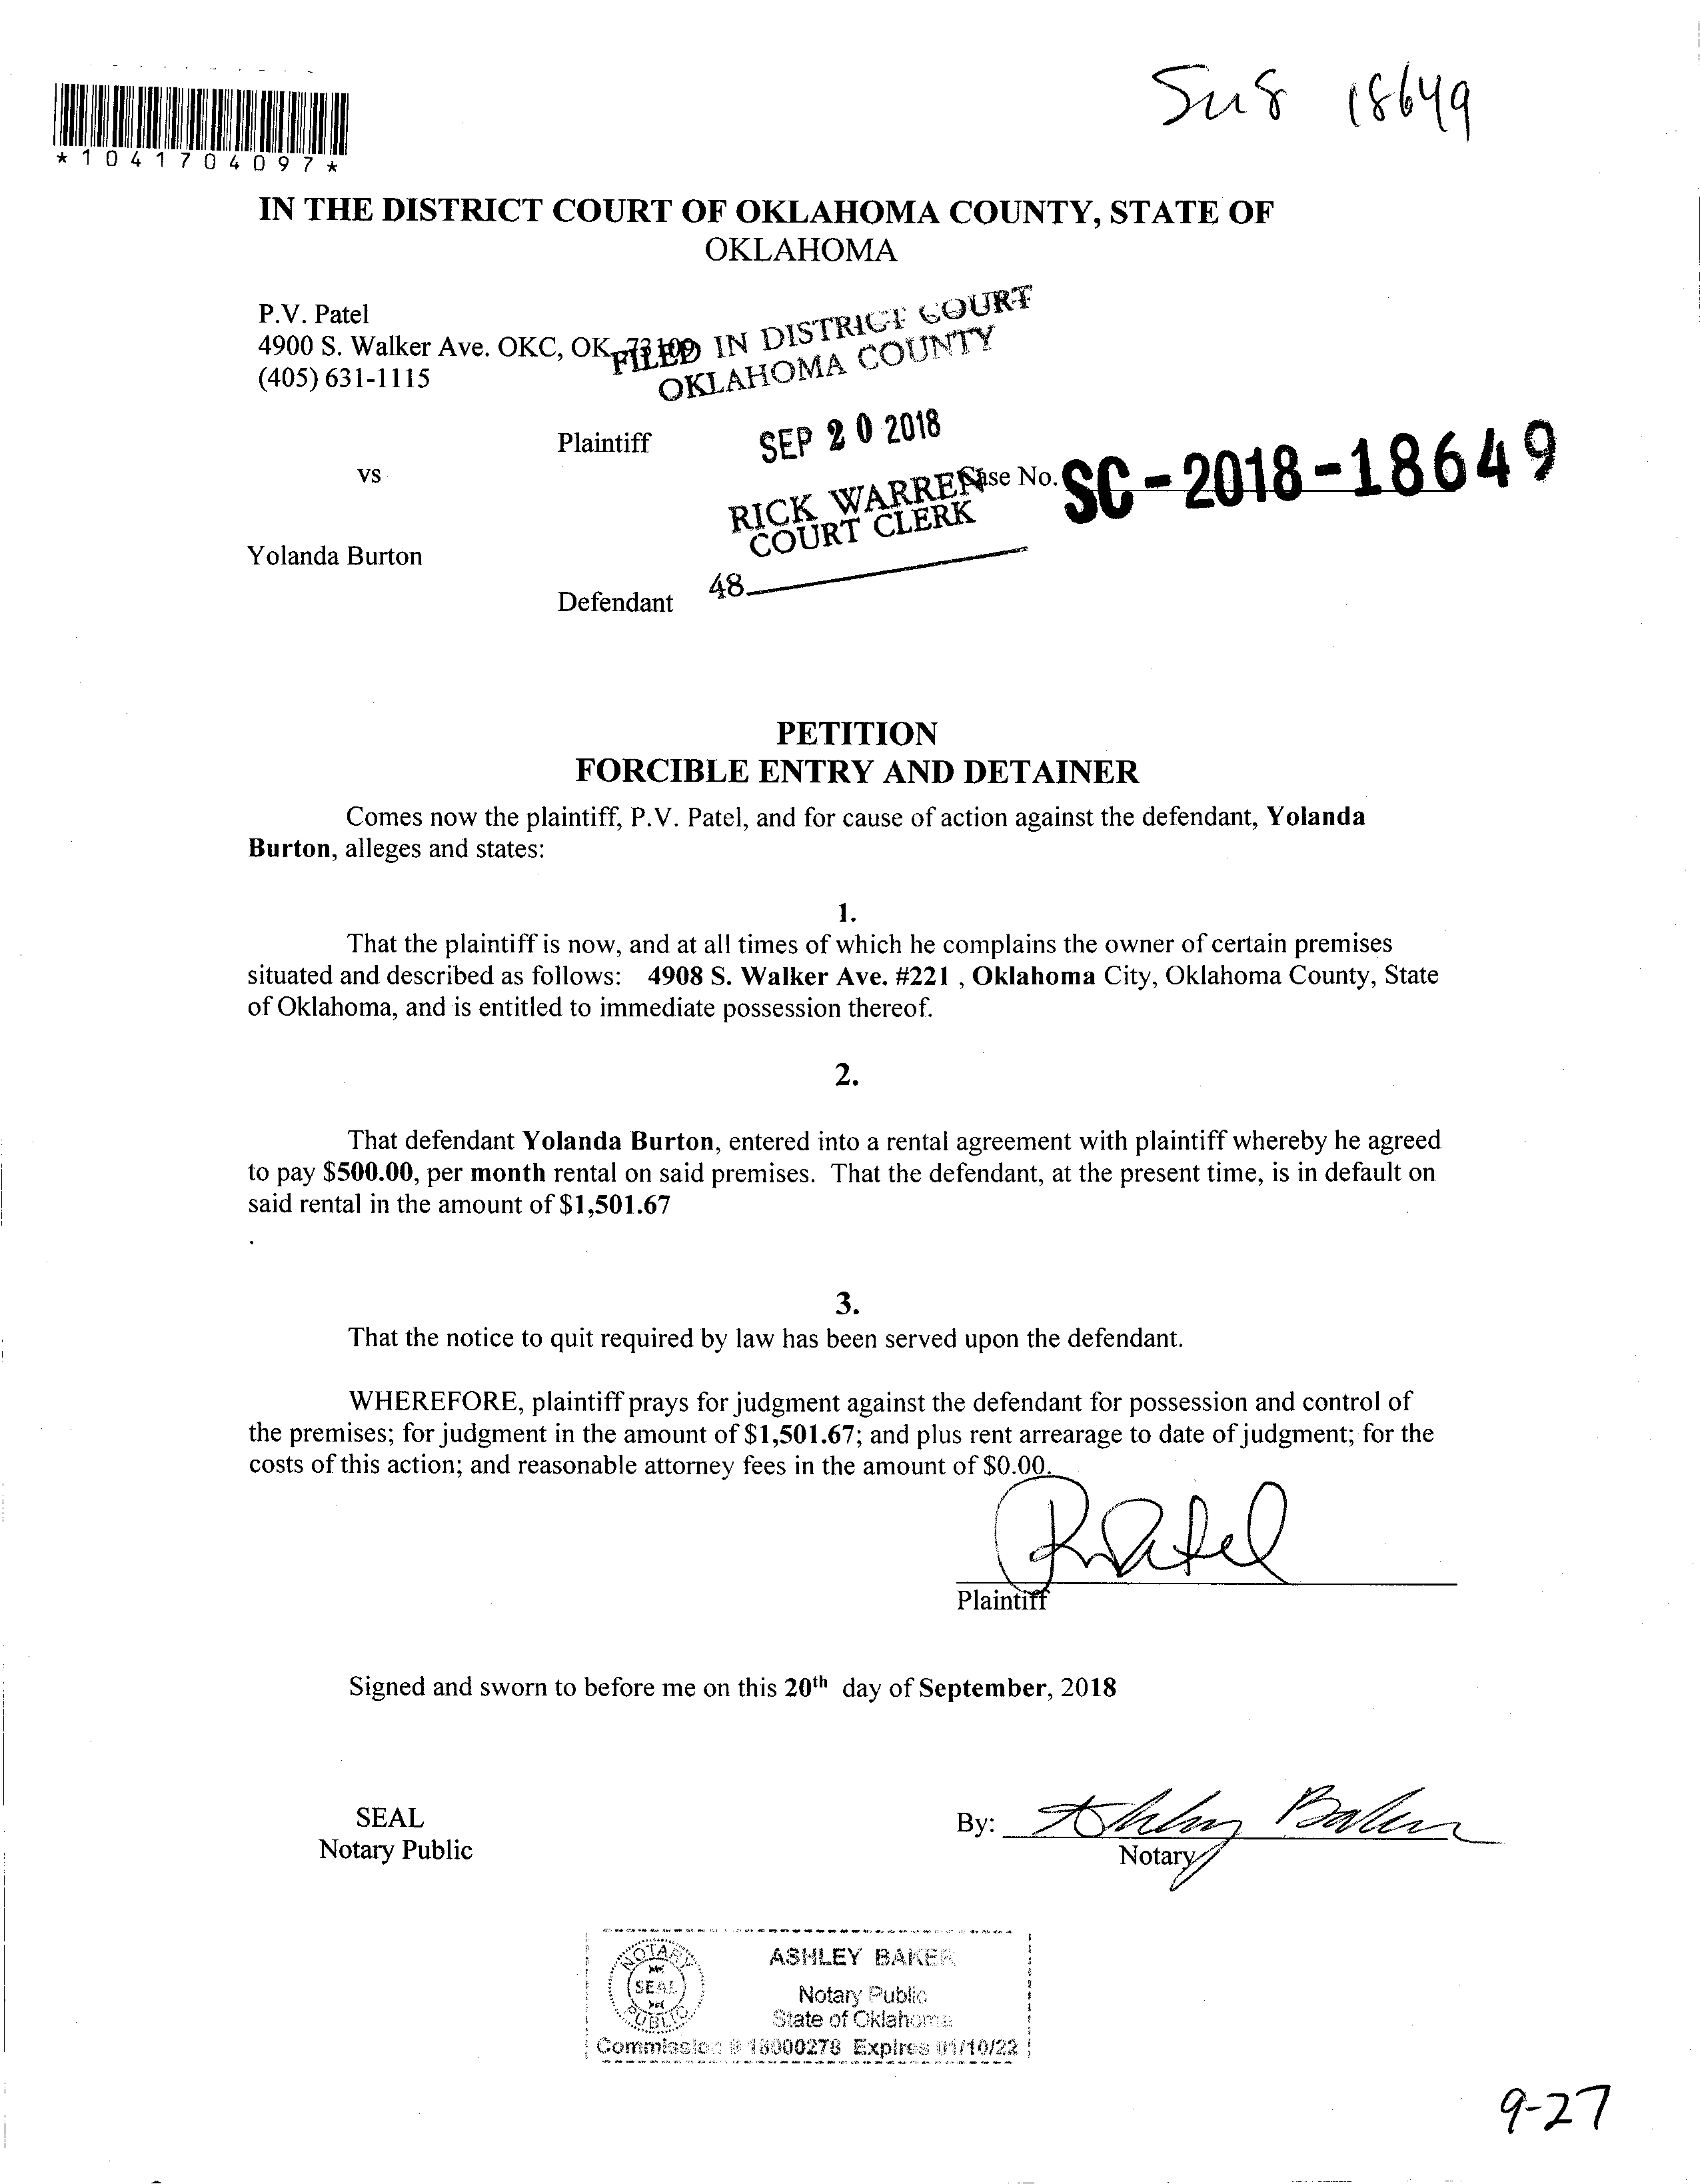 18649
*1041704097*
IN THE DISTRICT COURT OF OKLAHOMA COUNTY, STATE OF
OKLAHOMA
P.V. Patel
4900 S. Walker Ave. OKC, OK 73109
(405) 631-1115
FILED IN DISTRICT COURT
OKLAHOMA COUNTY
Plaintiff
SEP 20 2018
vs
Case No. SC-2018-18649
RICK WARREN
COURT CLERK
Yolanda Burton
48
Defendant
PETITION
FORCIBLE ENTRY AND DETAINER
Comes now the plaintiff, P.V. Patel, and for cause of action against the defendant, Yolanda
Burton, alleges and states:
1.
That the plaintiff is now, and at all times of which he complains the owner of certain premises
situated and described as follows: 4908 S. Walker Ave. #221 , Oklahoma City, Oklahoma County, State
of Oklahoma, and is entitled to immediate possession thereof.
2.
That defendant Yolanda Burton, entered into a rental agreement with plaintiff whereby he agreed
to pay $500.00, per month rental on said premises. That the defendant, at the present time, is in default on
said rental in the amount of $1,501.67
.
3.
That the notice to quit required by law has been served upon the defendant.
WHEREFORE, plaintiff prays for judgment against the defendant for possession and control of
the premises; for judgment in the amount of $1,501.67; and plus rent arrearage to date of judgment; for the
costs of this action; and reasonable attorney fees in the amount of $0.00.
Plaintiff
Signed and sworn to before me on this 20th day of September, 2018
SEAL
Notary Public
By: Ashley Baker
Notary
NOTARY
SEAL
PUBLIC
ASHLEY BAKER
Notary Public
State of Oklahoma
Commission # 18000278 Expires 01/10/22
9-27